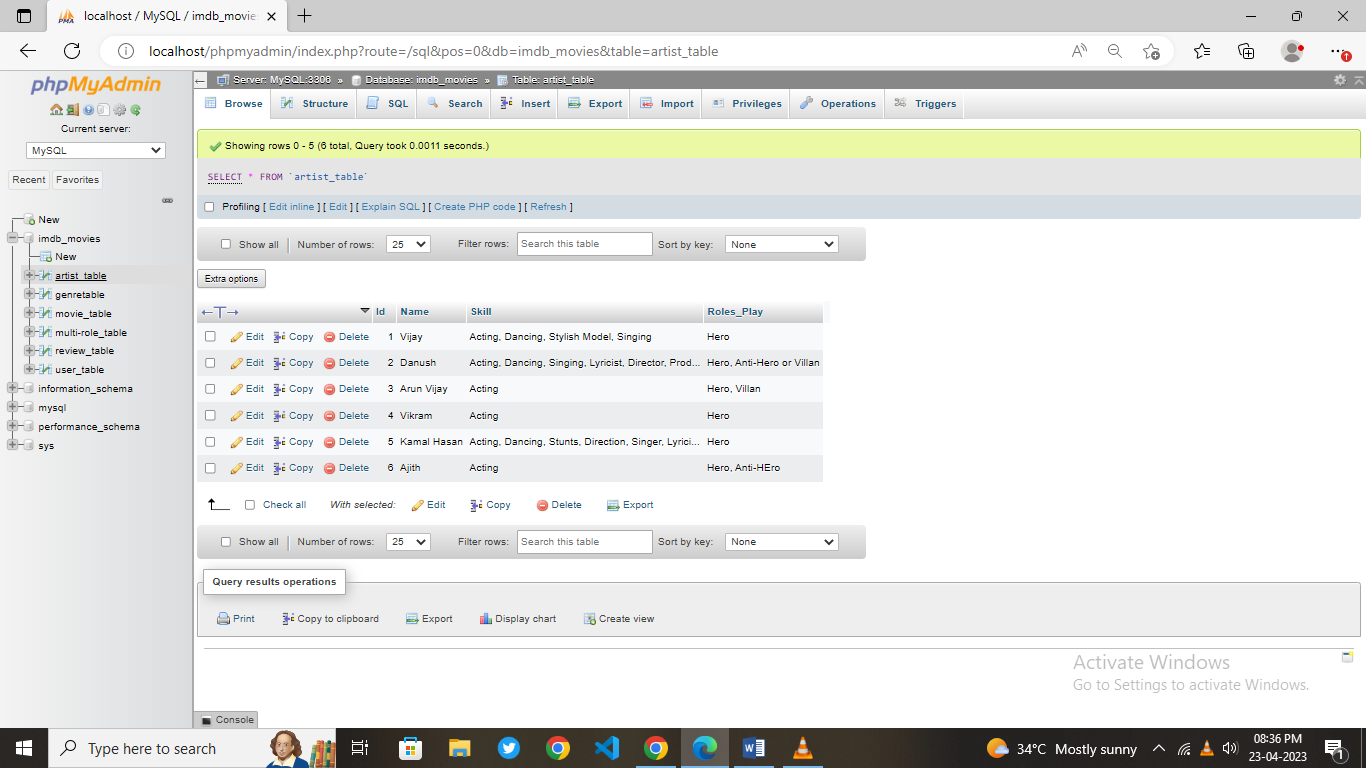 localhost / MySQL / imdb_movies
localhost/phpmyadmin/index.php?route=/sql&pos=0&db=imdb_movies&table=artist_table
phpMyAdmin
Current server:
MySQL
Recent Favorites
New
imdb_movies
New
artist_table
genretable
movie_table
multi-role_table
review_table
user_table
information_schema
mysql
performance_schema
sys
Server: MySQL:3306 » Database: imdb_movies » Table: artist_table
Browse Structure SQL Search Insert Export Import Privileges Operations Triggers
Showing rows 0 - 5 (6 total, Query took 0.0011 seconds.)
SELECT * FROM `artist_table`
Profiling [ Edit inline ] [ Edit ] [ Explain SQL ] [ Create PHP code ] [ Refresh ]
Show all Number of rows: 25 Filter rows: Search this table Sort by key: None
Extra options
←T→ Id Name Skill Roles_Play
Edit Copy Delete 1 Vijay Acting, Dancing, Stylish Model, Singing Hero
Edit Copy Delete 2 Danush Acting, Dancing, Singing, Lyricist, Director, Prod... Hero, Anti-Hero or Villan
Edit Copy Delete 3 Arun Vijay Acting Hero, Villan
Edit Copy Delete 4 Vikram Acting Hero
Edit Copy Delete 5 Kamal Hasan Acting, Dancing, Stunts, Direction, Singer, Lyrici... Hero
Edit Copy Delete 6 Ajith Acting Hero, Anti-HEro
Check all With selected: Edit Copy Delete Export
Show all Number of rows: 25 Filter rows: Search this table Sort by key: None
Query results operations
Print Copy to clipboard Export Display chart Create view
Activate Windows
Go to Settings to activate Windows.
Console
Type here to search
34°C Mostly sunny
08:36 PM
23-04-2023
1